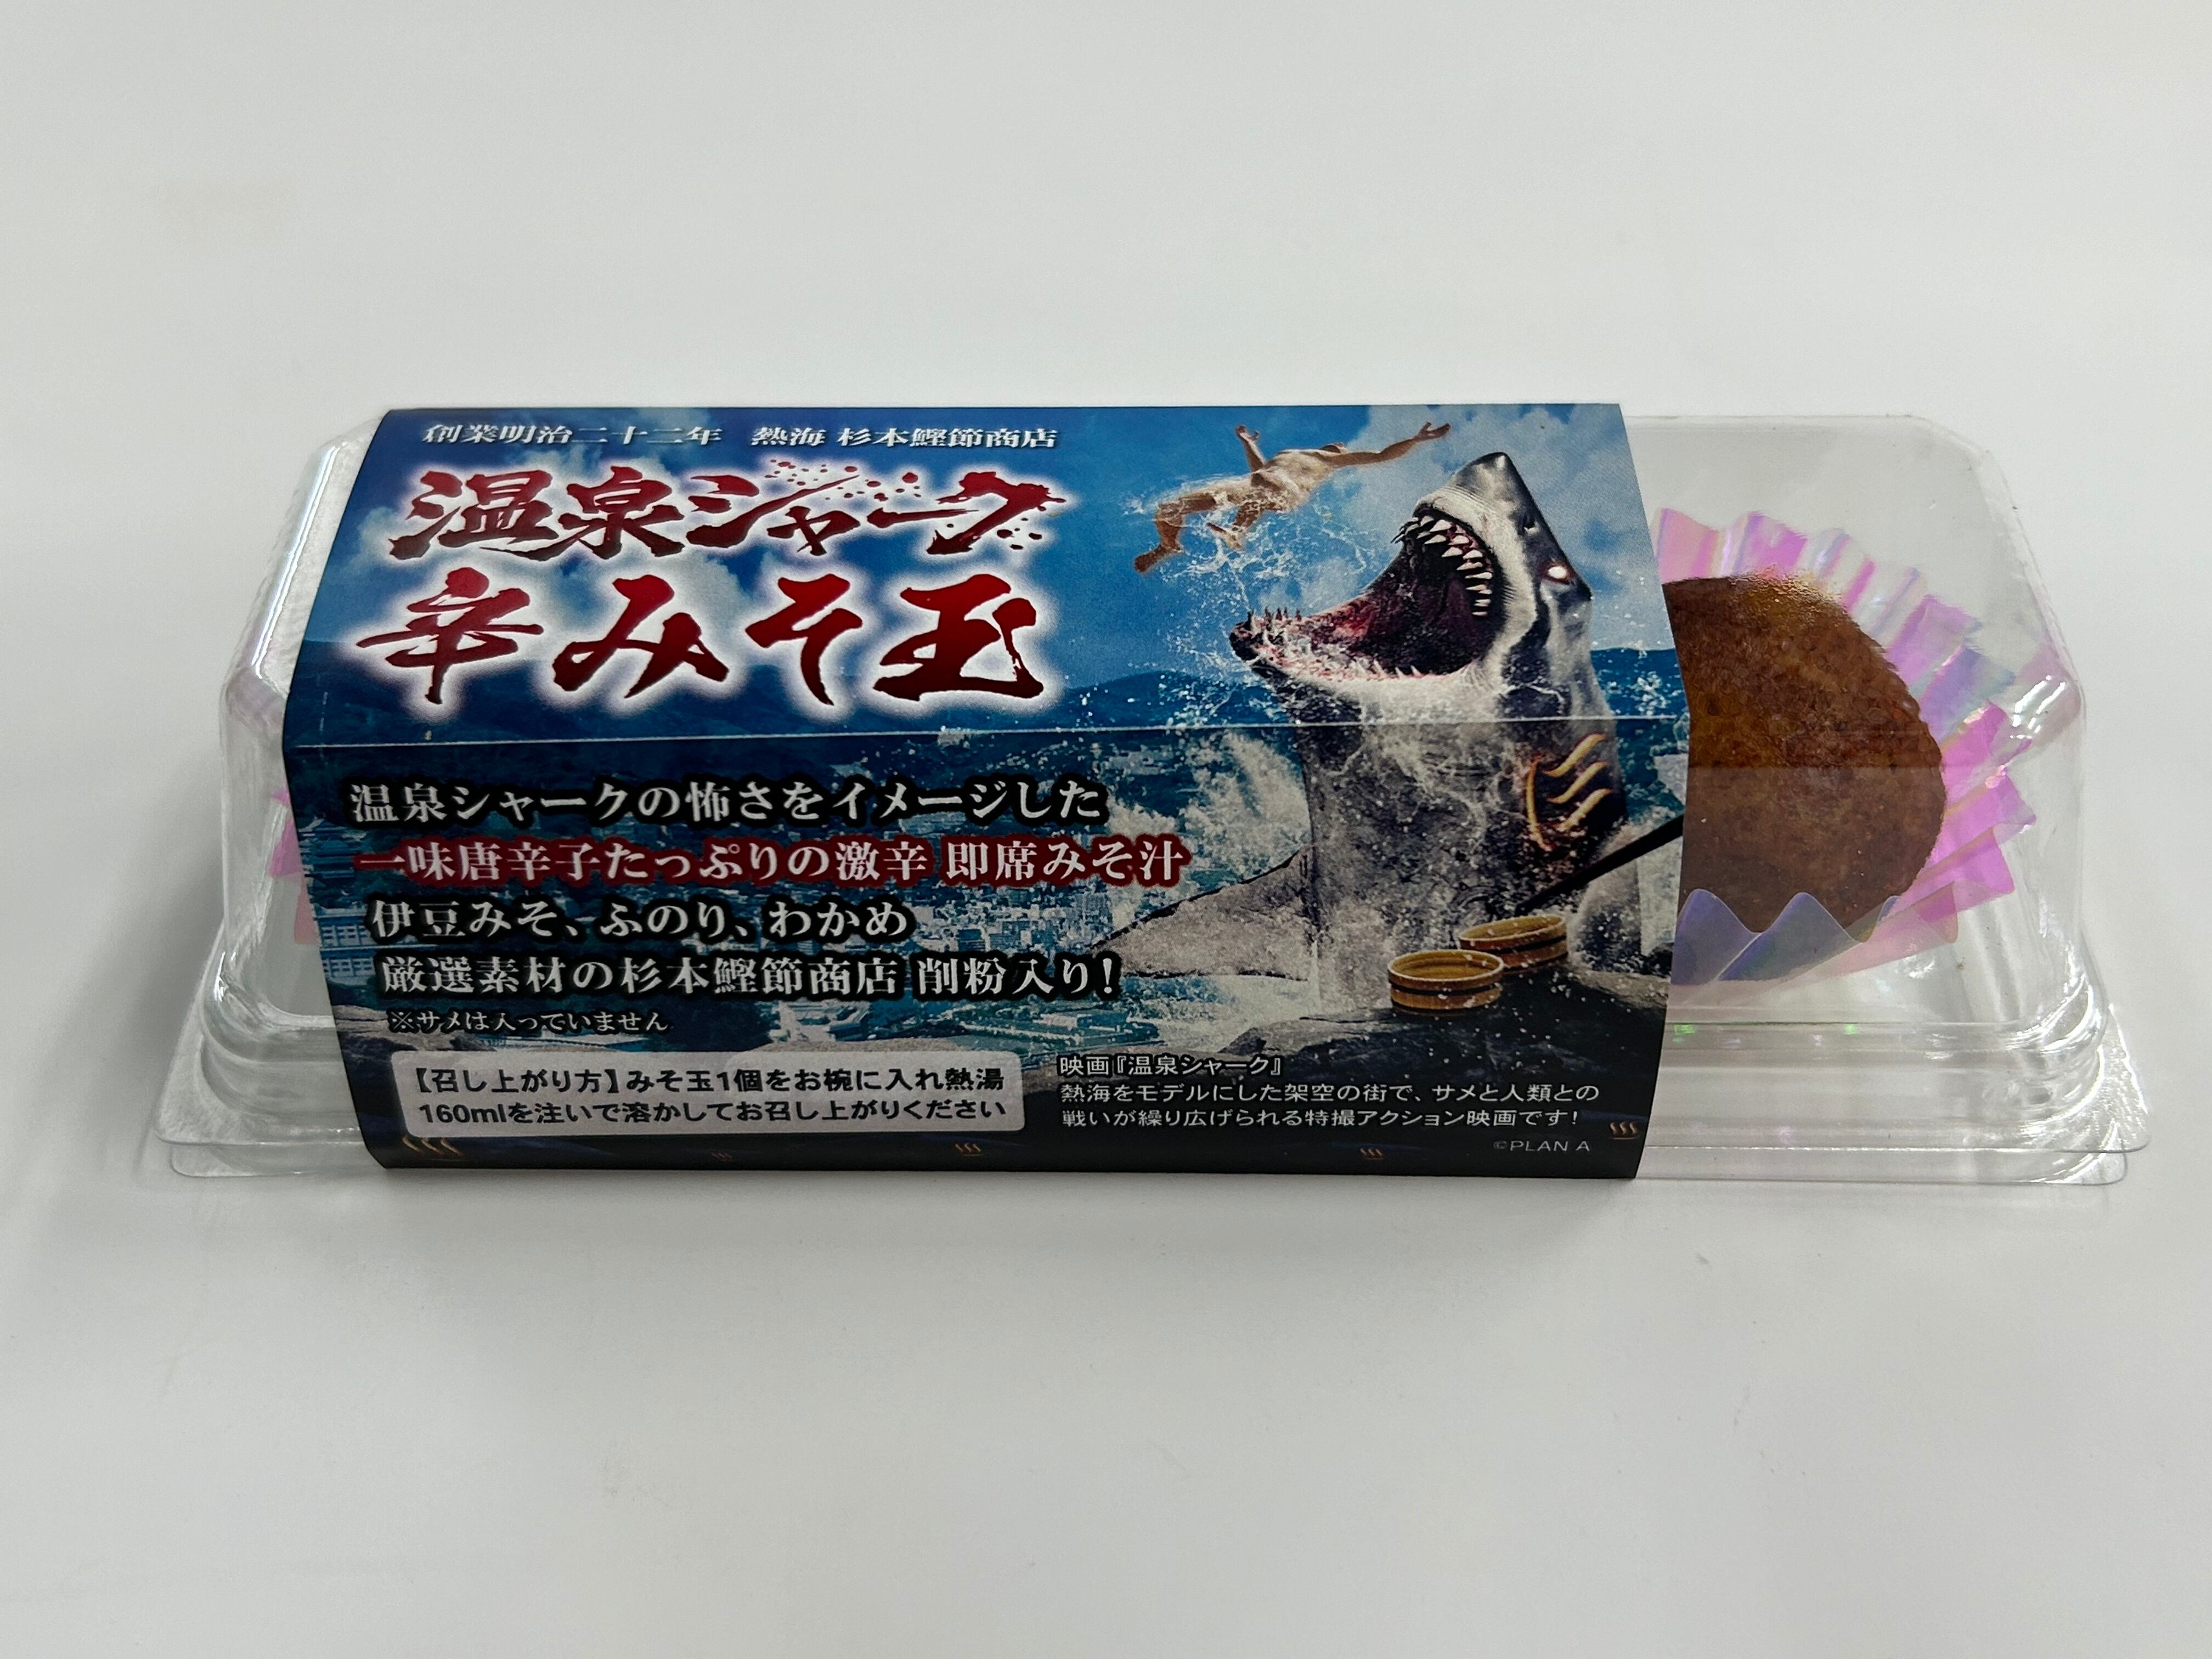 創業明治二十二年 熱海 杉本鰹節商店
温泉シャーク
辛みそ玉
温泉シャークの怖さをイメージした
一味唐辛子たっぷりの激辛 即席みそ汁
伊豆みそ、ふのり、わかめ
厳選素材の杉本鰹節商店 削粉入り!
※サメは入っていません
【召し上がり方】みそ玉1個をお椀に入れ熱湯
160mlを注いで溶かしてお召し上がりください
映画『温泉シャーク』
熱海をモデルにした架空の街で、サメと人類との
戦いが繰り広げられる特撮アクション映画です!
©PLAN A